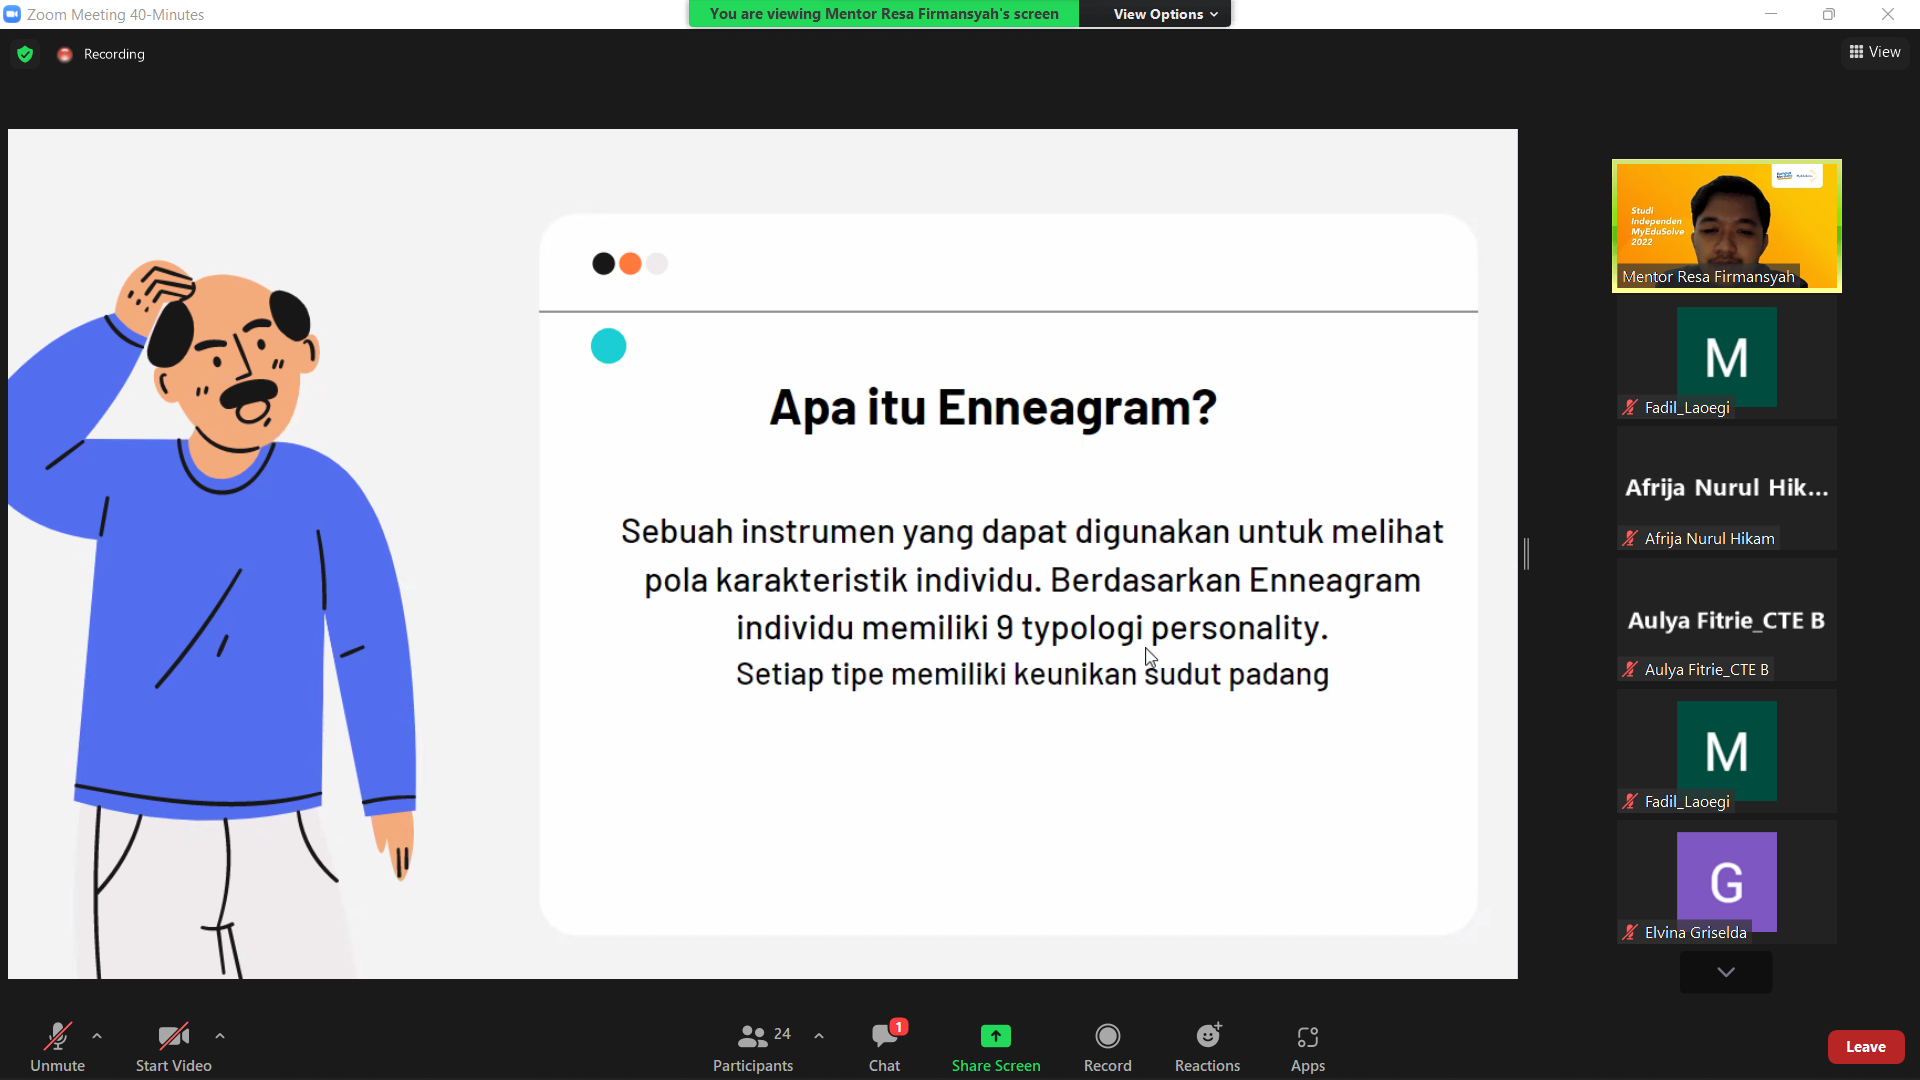 Zoom Meeting 40-Minutes
You are viewing Mentor Resa Firmansyah's screen
View Options
Recording
View
Apa itu Enneagram?
Sebuah instrumen yang dapat digunakan untuk melihat
pola karakteristik individu. Berdasarkan Enneagram
individu memiliki 9 typologi personality.
Setiap tipe memiliki keunikan sudut padang
Studi
Independen
MyEduSolve
2022
Mentor Resa Firmansyah
M
Fadil_Laoegi
Afrija Nurul Hik...
Afrija Nurul Hikam
Aulya Fitrie_CTE B
Aulya Fitrie_CTE B
M
Fadil_Laoegi
G
Elvina Griselda
Unmute
Start Video
24
Participants
1
Chat
Share Screen
Record
Reactions
Apps
Leave